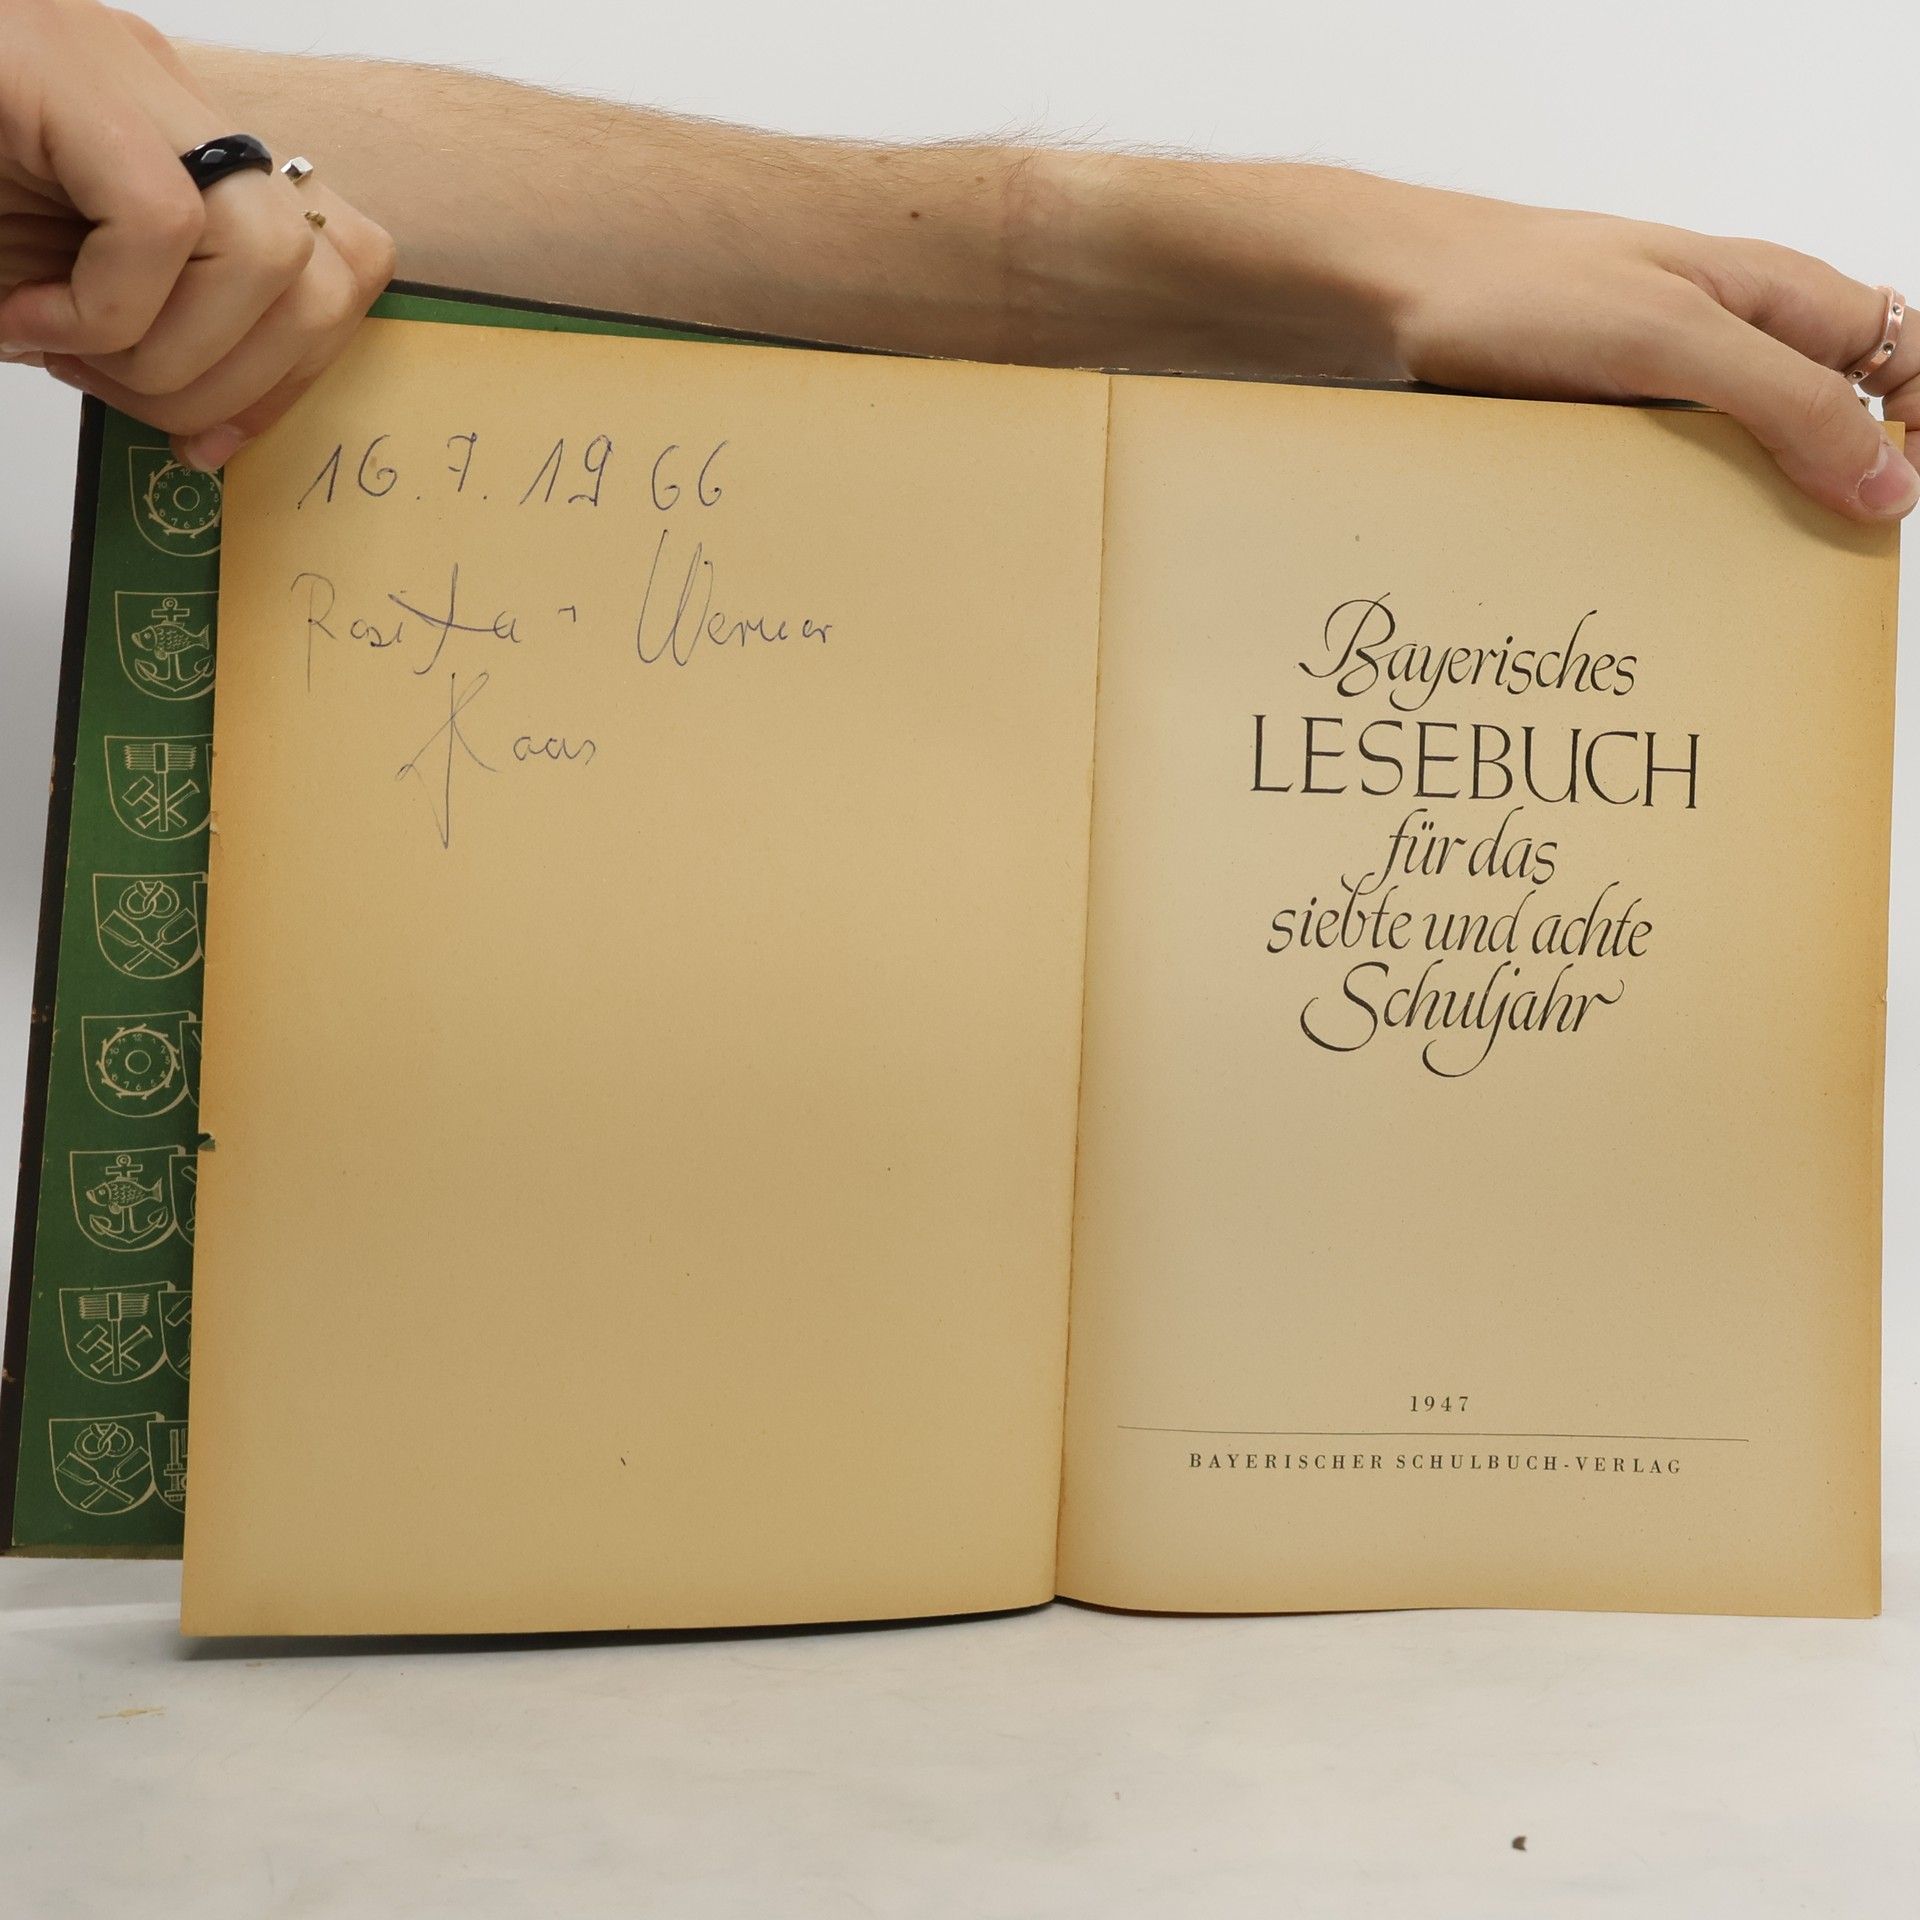 16.7.1966
Rosita - Werner
Kaas
Bayerisches
LESEBUCH
für das
siebte und achte
Schuljahr
1947
BAYERISCHER SCHULBUCH-VERLAG